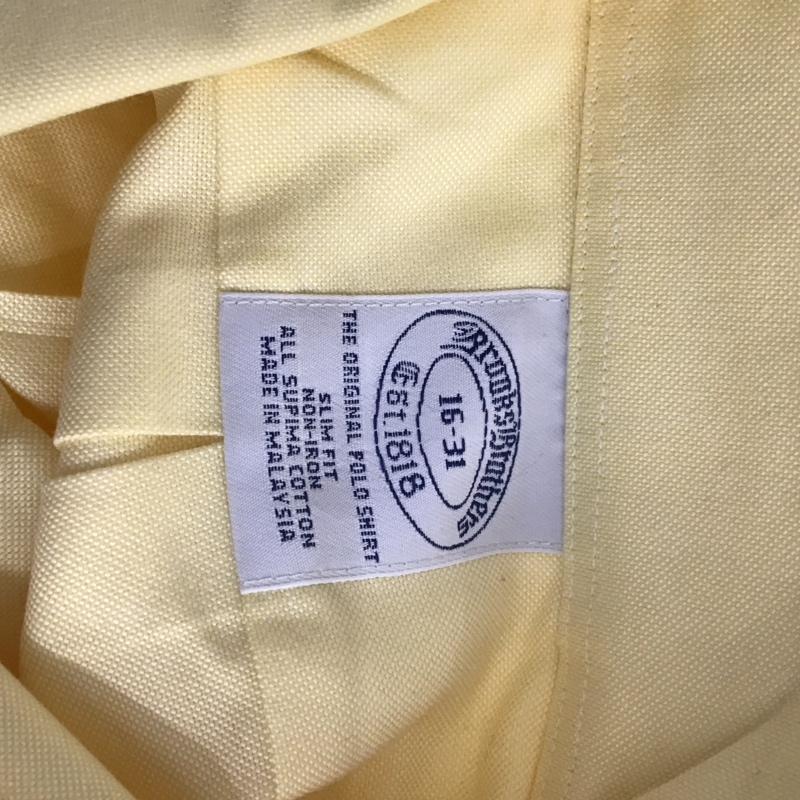 Brooks Brothers
16-31
Est. 1818
THE ORIGINAL POLO SHIRT
SLIM FIT
NON-IRON
ALL SUPIMA COTTON
MADE IN MALAYSIA